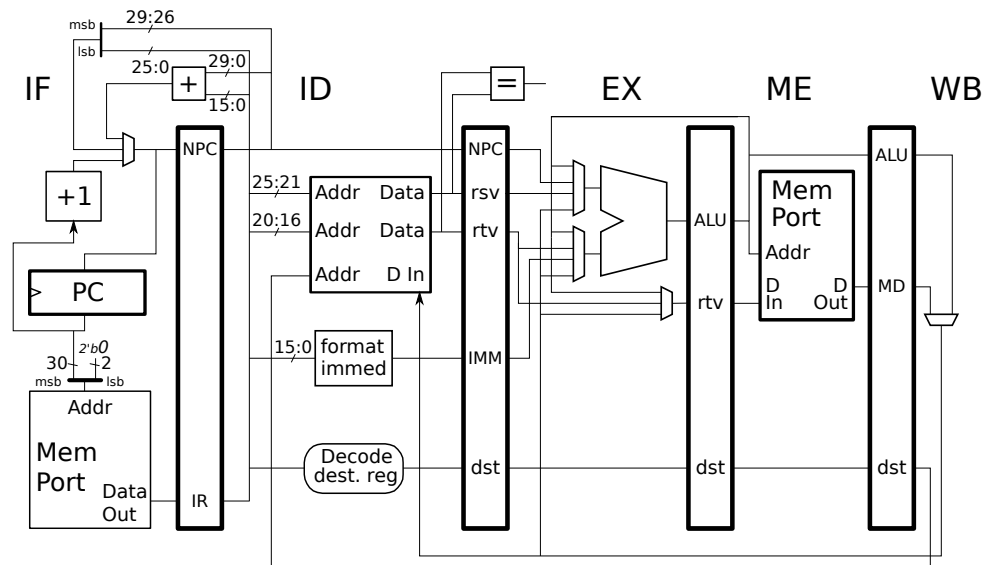 29:26
msb
lsb
25:0
29:0
+
15:0
=
IF
ID
EX
ME
WB
NPC
NPC
ALU
+1
25:21
Addr
Data
rsv
Mem
Port
20:16
Addr
Data
rtv
ALU
Addr
Addr
D In
PC
D
In
D
Out
rtv
MD
2'b0
30
2
msb
lsb
15:0
format
immed
IMM
Addr
Mem
Port
Data
Out
IR
Decode
dest. reg
dst
dst
dst